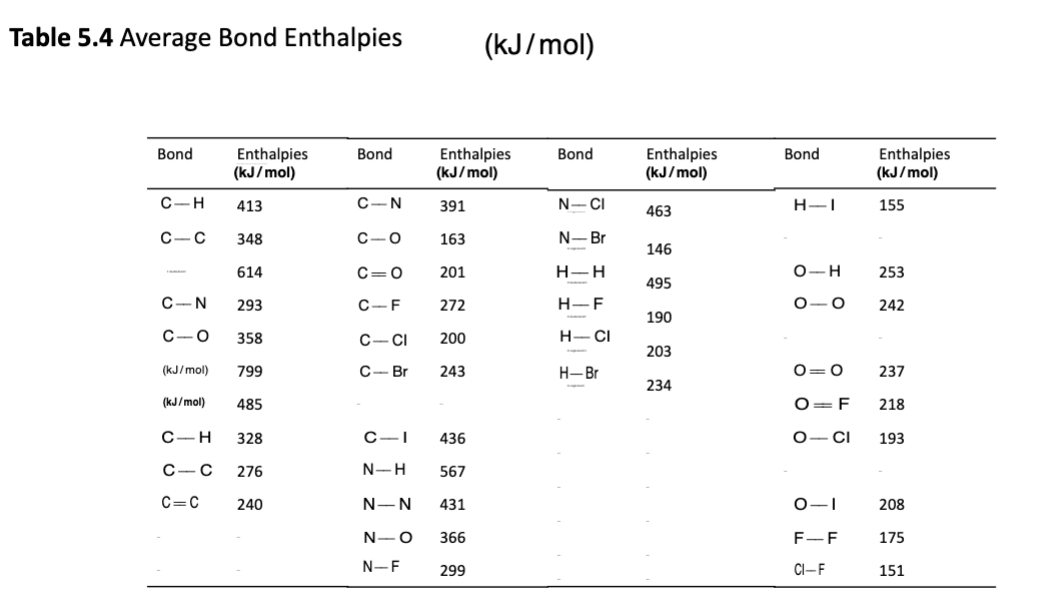 Table 5.4 Average Bond Enthalpies (kJ/mol)
Bond Enthalpies (kJ/mol) Bond Enthalpies (kJ/mol) Bond Enthalpies (kJ/mol) Bond Enthalpies (kJ/mol)
C—H 413 C—N 391 N—Cl 463 H—I 155
C—C 348 C—O 163 N—Br 146 - -
614 C=O 201 H—H 495 O—H 253
C—N 293 C—F 272 H—F 190 O—O 242
C—O 358 C—Cl 200 H—Cl 203 - -
(kJ/mol) 799 C—Br 243 H—Br 234 O=O 237
(kJ/mol) 485 - - - - O=F 218
C—H 328 C—I 436 - - O—Cl 193
C—C 276 N—H 567 - - - -
C=C 240 N—N 431 - - O—I 208
- - N—O 366 - - F—F 175
- - N—F 299 - - Cl—F 151